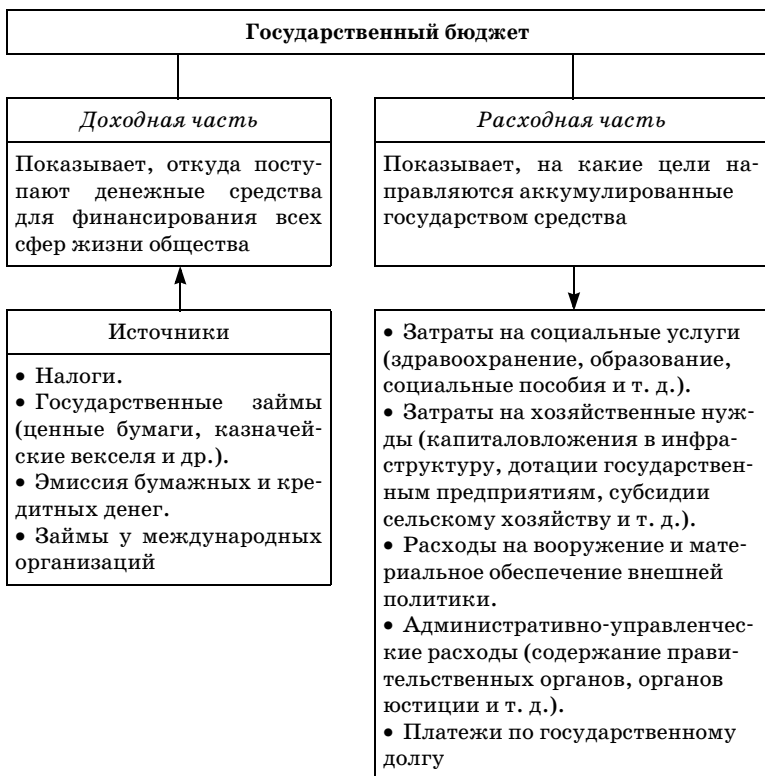 Государственный бюджет
Доходная часть
Показывает, откуда посту-
пают денежные средства
для финансирования всех
сфер жизни общества
Источники
• Налоги.
• Государственные займы
(ценные бумаги, казначей-
ские векселя и др.).
• Эмиссия бумажных и кре-
дитных денег.
• Займы у международных
организаций
Расходная часть
Показывает, на какие цели на-
правляются аккумулированные
государством средства
• Затраты на социальные услуги
(здравоохранение, образование,
социальные пособия и т. д.).
• Затраты на хозяйственные нуж-
ды (капиталовложения в инфра-
структуру, дотации государствен-
ным предприятиям, субсидии
сельскому хозяйству и т. д.).
• Расходы на вооружение и мате-
риальное обеспечение внешней
политики.
• Административно-управленчес-
кие расходы (содержание прави-
тельственных органов, органов
юстиции и т. д.).
• Платежи по государственному
долгу